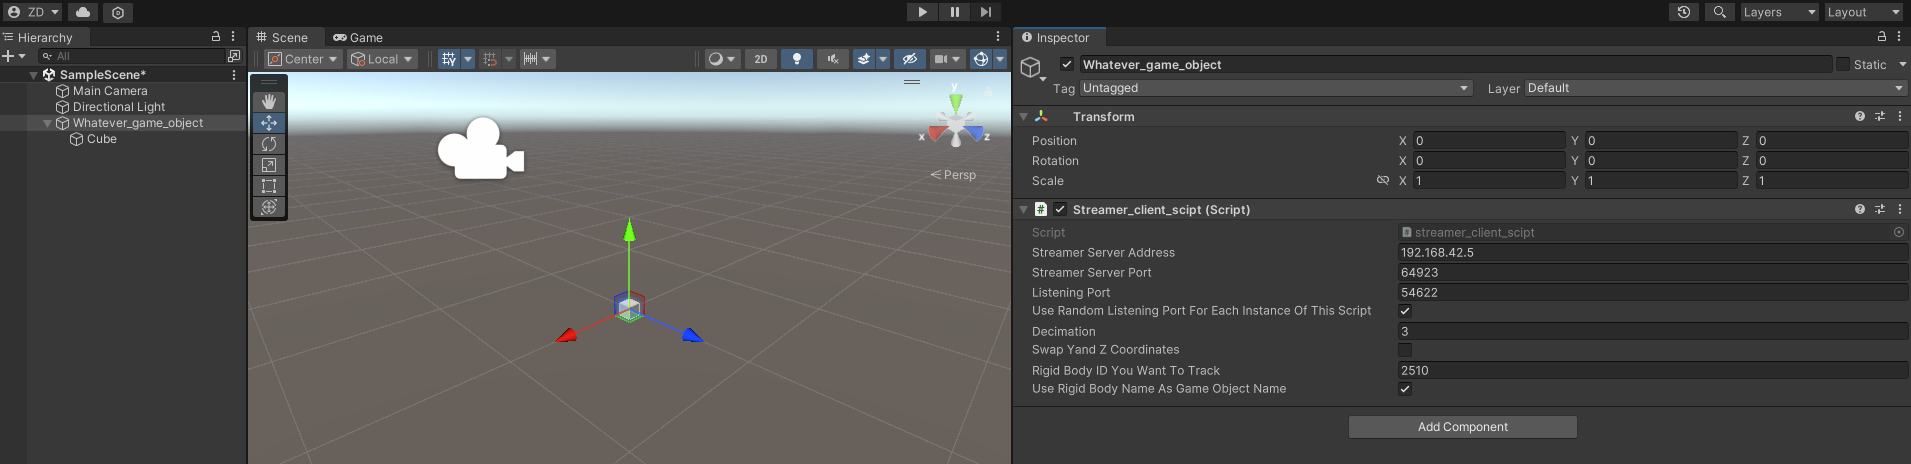 ZD
Layers
Layout
Hierarchy
All
SampleScene*
Main Camera
Directional Light
Whatever_game_object
Cube
Scene
Game
Center
Local
2D
y
x
z
Persp
Inspector
Whatever_game_object
Static
Tag Untagged Layer Default
Transform
Position X 0 Y 0 Z 0
Rotation X 0 Y 0 Z 0
Scale X 1 Y 1 Z 1
# Streamer_client_scipt (Script)
Script streamer_client_scipt
Streamer Server Address 192.168.42.5
Streamer Server Port 64923
Listening Port 54622
Use Random Listening Port For Each Instance Of This Script
Decimation 3
Swap Yand Z Coordinates
Rigid Body ID You Want To Track 2510
Use Rigid Body Name As Game Object Name
Add Component